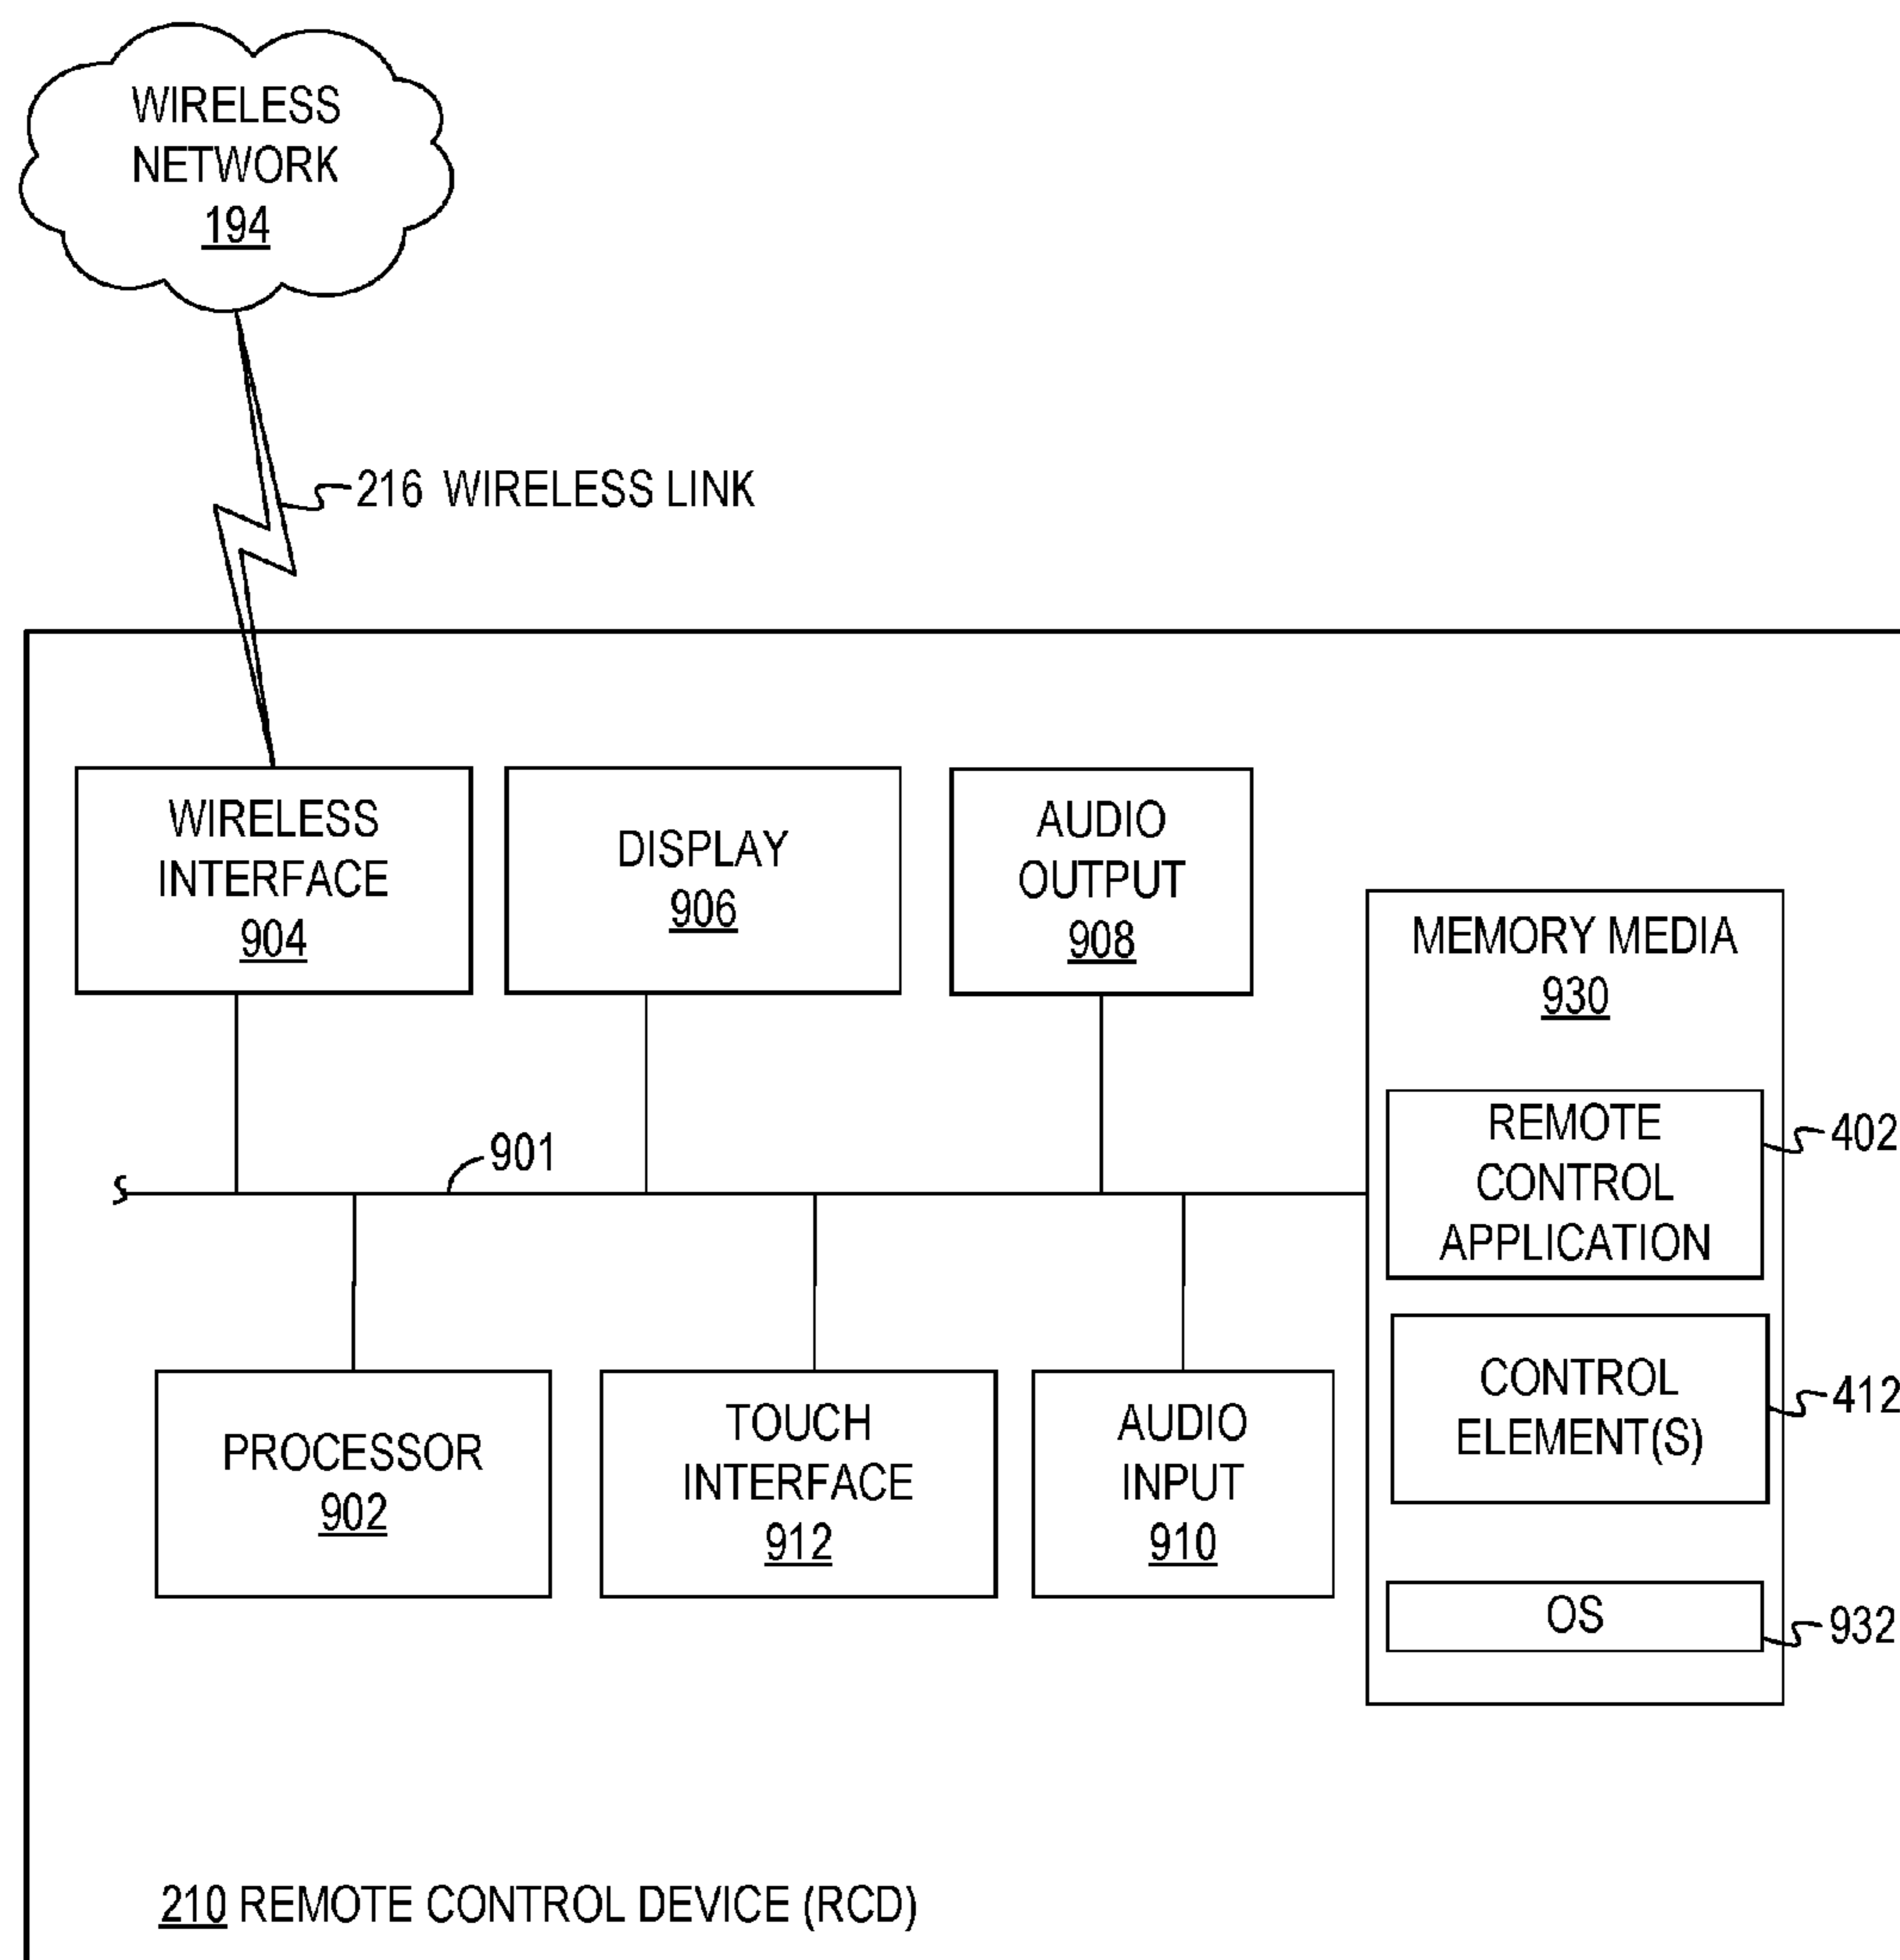 WIRELESS
NETWORK
194
216 WIRELESS LINK
WIRELESS
INTERFACE
904
DISPLAY
906
AUDIO
OUTPUT
908
MEMORY MEDIA
930
REMOTE
CONTROL
APPLICATION
402
901
CONTROL
ELEMENT(S)
412
OS
932
PROCESSOR
902
TOUCH
INTERFACE
912
AUDIO
INPUT
910
210 REMOTE CONTROL DEVICE (RCD)